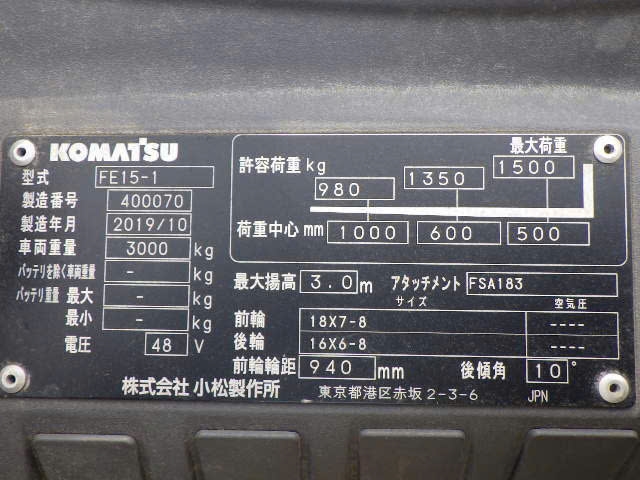 KOMATSU
型式 FE15-1
製造番号 400070
製造年月 2019/10
車両重量 3000 kg
バッテリを除く車両重量 - kg
バッテリ重量 最大 - kg
最小 - kg
電圧 48 V
株式会社 小松製作所
最大荷重
許容荷重 kg 980 1350 1500
荷重中心 mm 1000 600 500
最大揚高 3.0 m アタッチメント FSA183
サイズ 空気圧
前輪 18X7-8 ----
後輪 16X6-8 ----
前輪輪距 940 mm 後傾角 10°
東京都港区赤坂 2-3-6 JPN